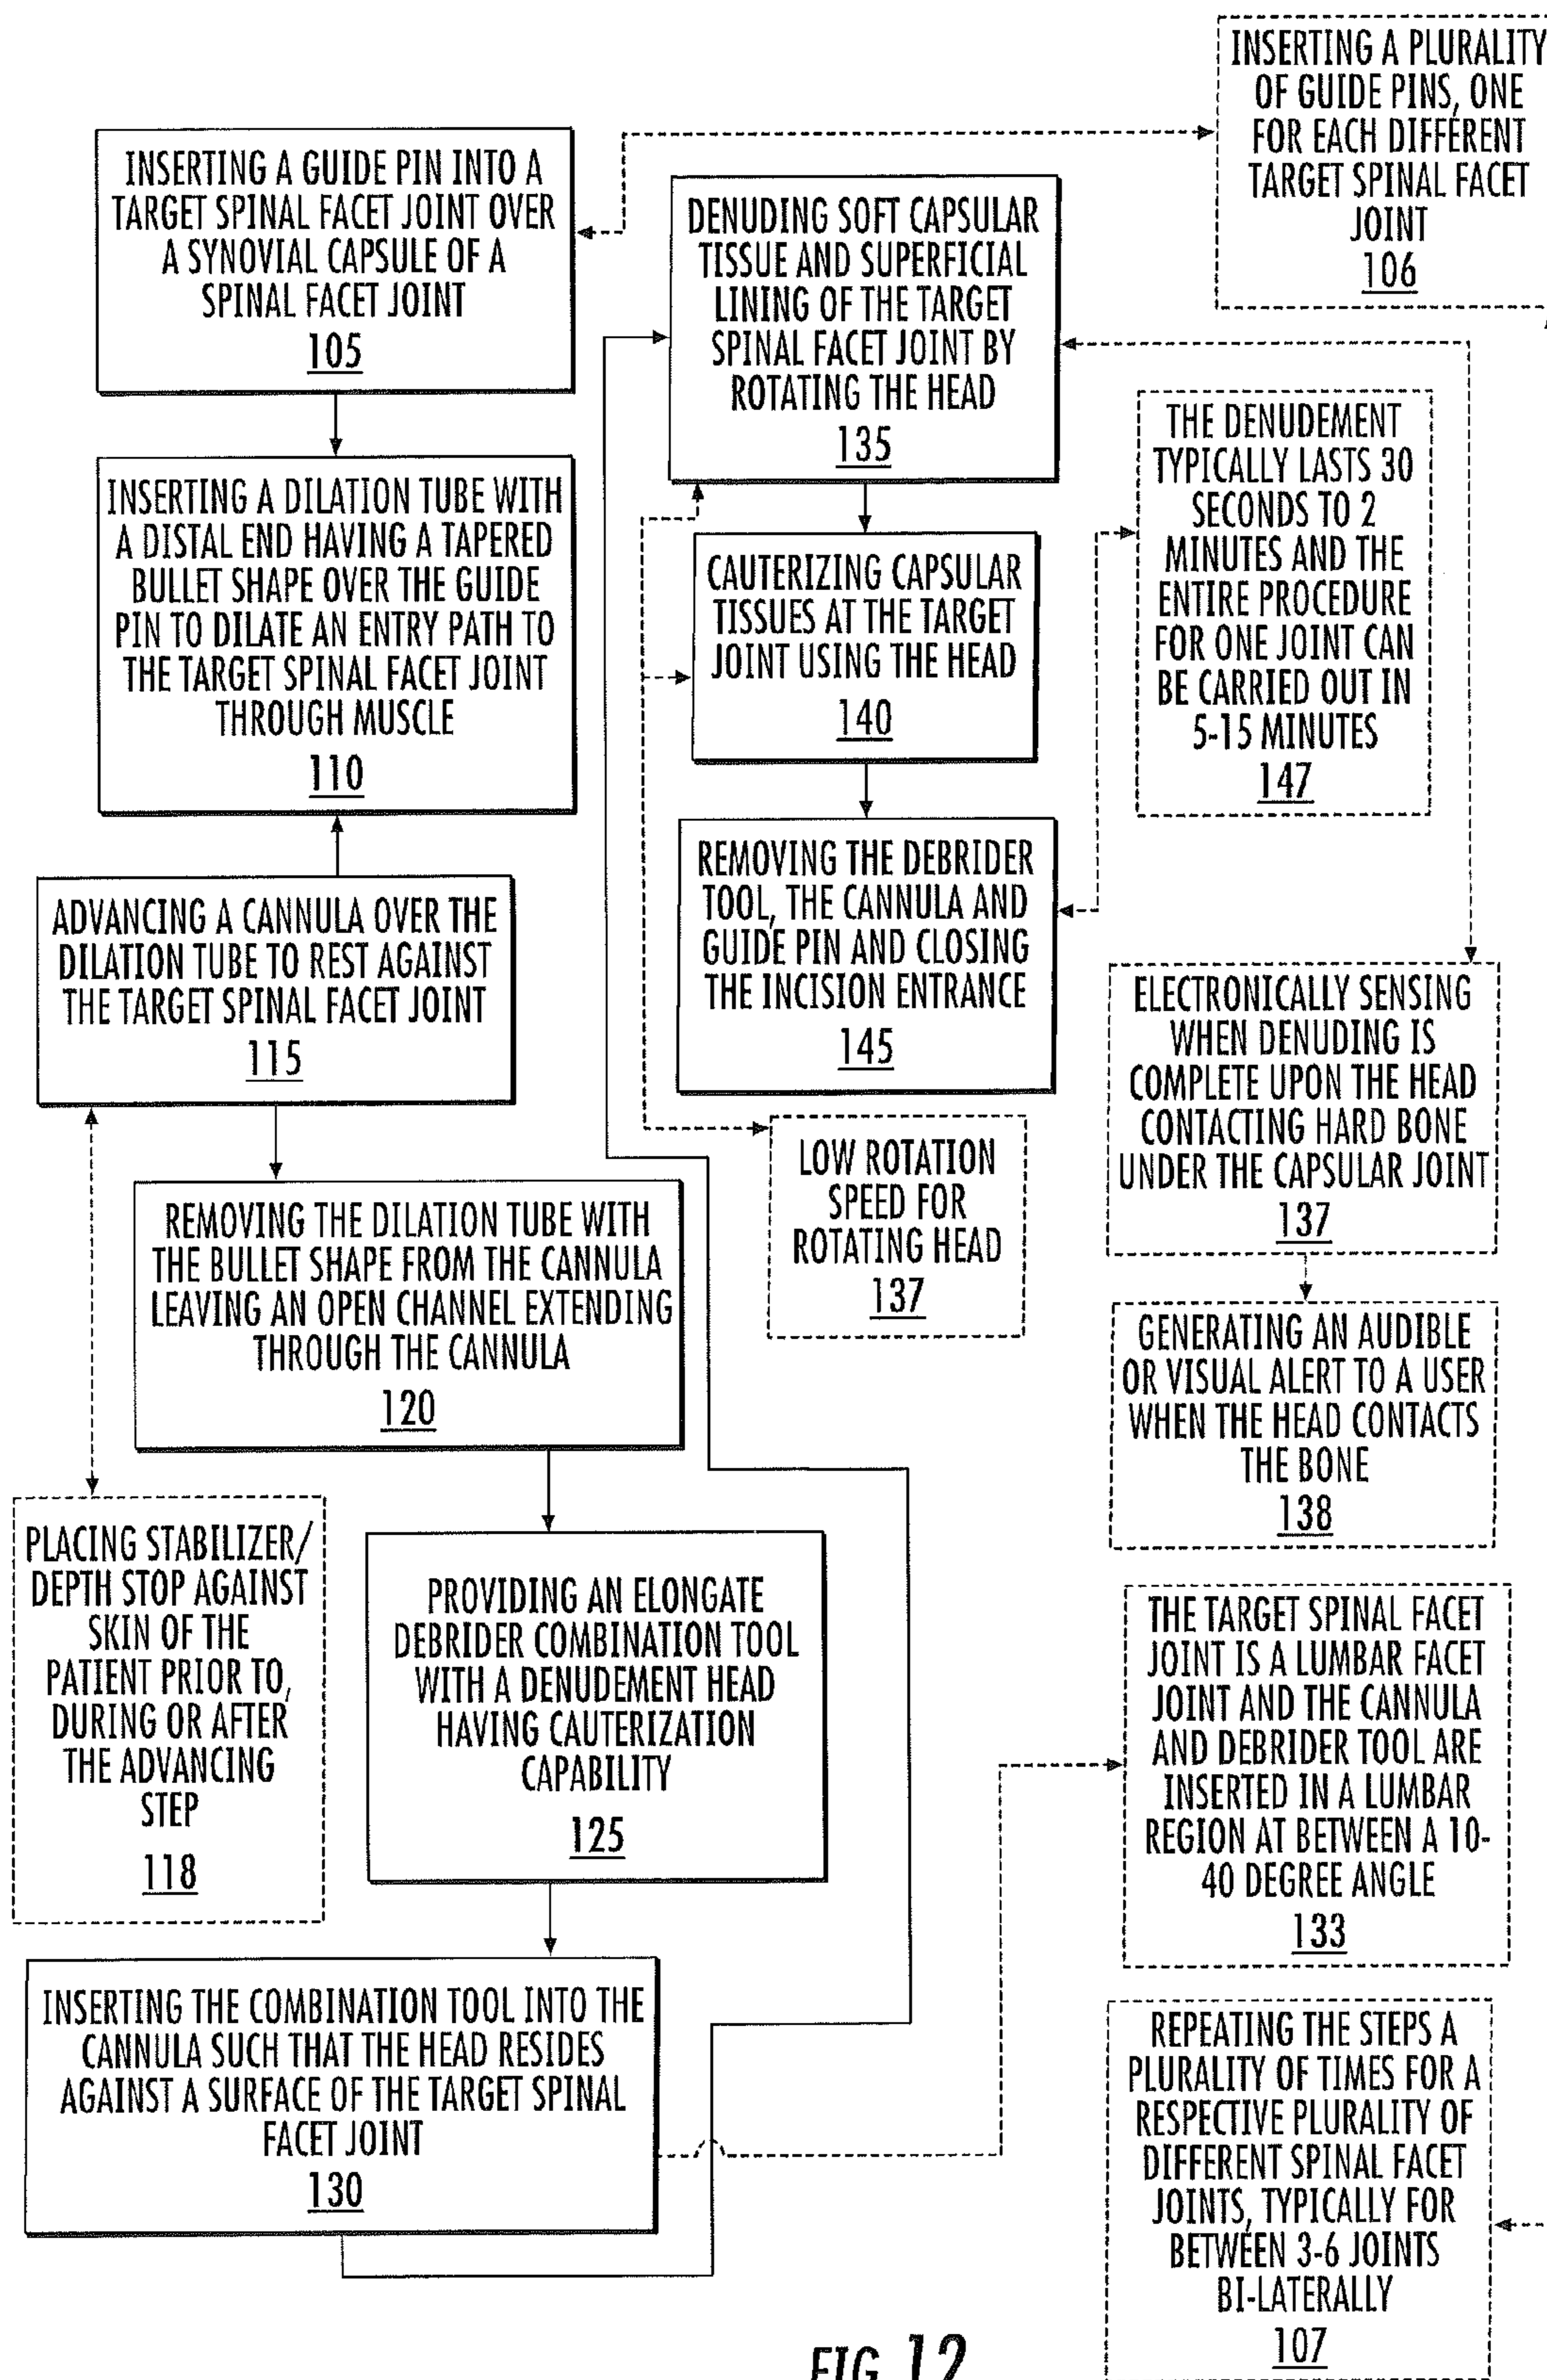 INSERTING A GUIDE PIN INTO A
TARGET SPINAL FACET JOINT OVER
A SYNOVIAL CAPSULE OF A
SPINAL FACET JOINT
105
INSERTING A DILATION TUBE WITH
A DISTAL END HAVING A TAPERED
BULLET SHAPE OVER THE GUIDE
PIN TO DILATE AN ENTRY PATH TO
THE TARGET SPINAL FACET JOINT
THROUGH MUSCLE
110
ADVANCING A CANNULA OVER THE
DILATION TUBE TO REST AGAINST
THE TARGET SPINAL FACET JOINT
115
REMOVING THE DILATION TUBE WITH
THE BULLET SHAPE FROM THE CANNULA
LEAVING AN OPEN CHANNEL EXTENDING
THROUGH THE CANNULA
120
PLACING STABILIZER/
DEPTH STOP AGAINST
SKIN OF THE
PATIENT PRIOR TO,
DURING OR AFTER
THE ADVANCING
STEP
118
PROVIDING AN ELONGATE
DEBRIDER COMBINATION TOOL
WITH A DENUDEMENT HEAD
HAVING CAUTERIZATION
CAPABILITY
125
INSERTING THE COMBINATION TOOL INTO THE
CANNULA SUCH THAT THE HEAD RESIDES
AGAINST A SURFACE OF THE TARGET SPINAL
FACET JOINT
130
DENUDING SOFT CAPSULAR
TISSUE AND SUPERFICIAL
LINING OF THE TARGET
SPINAL FACET JOINT BY
ROTATING THE HEAD
135
CAUTERIZING CAPSULAR
TISSUES AT THE TARGET
JOINT USING THE HEAD
140
REMOVING THE DEBRIDER
TOOL, THE CANNULA AND
GUIDE PIN AND CLOSING
THE INCISION ENTRANCE
145
LOW ROTATION
SPEED FOR
ROTATING HEAD
137
INSERTING A PLURALITY
OF GUIDE PINS, ONE
FOR EACH DIFFERENT
TARGET SPINAL FACET
JOINT
106
THE DENUDEMENT
TYPICALLY LASTS 30
SECONDS TO 2
MINUTES AND THE
ENTIRE PROCEDURE
FOR ONE JOINT CAN
BE CARRIED OUT IN
5-15 MINUTES
147
ELECTRONICALLY SENSING
WHEN DENUDING IS
COMPLETE UPON THE HEAD
CONTACTING HARD BONE
UNDER THE CAPSULAR JOINT
137
GENERATING AN AUDIBLE
OR VISUAL ALERT TO A USER
WHEN THE HEAD CONTACTS
THE BONE
138
THE TARGET SPINAL FACET
JOINT IS A LUMBAR FACET
JOINT AND THE CANNULA
AND DEBRIDER TOOL ARE
INSERTED IN A LUMBAR
REGION AT BETWEEN A 10-
40 DEGREE ANGLE
133
REPEATING THE STEPS A
PLURALITY OF TIMES FOR A
RESPECTIVE PLURALITY OF
DIFFERENT SPINAL FACET
JOINTS, TYPICALLY FOR
BETWEEN 3-6 JOINTS
BI-LATERALLY
107
FIG 12